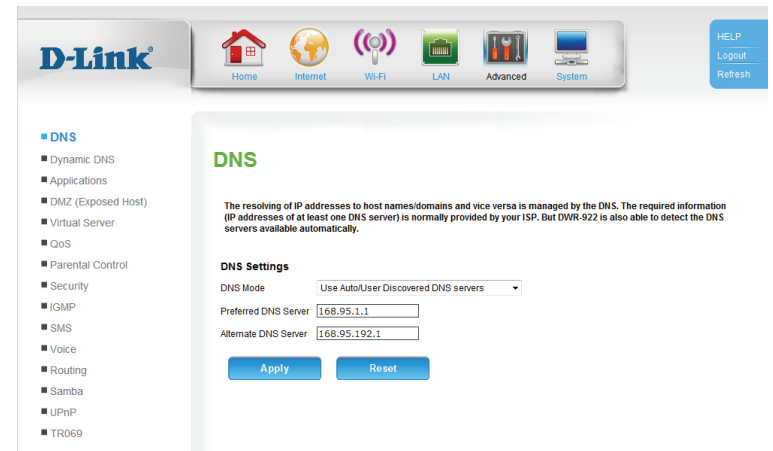 D-Link®
Home
Internet
Wi-Fi
LAN
Advanced
System
HELP
Logout
Refresh
DNS
Dynamic DNS
Applications
DMZ (Exposed Host)
Virtual Server
QoS
Parental Control
Security
IGMP
SMS
Voice
Routing
Samba
UPnP
TR069
DNS
The resolving of IP addresses to host names/domains and vice versa is managed by the DNS. The required information
(IP addresses of at least one DNS server) is normally provided by your ISP. But DWR-922 is also able to detect the DNS
servers available automatically.
DNS Settings
DNS Mode Use Auto/User Discovered DNS servers
Preferred DNS Server 168.95.1.1
Alternate DNS Server 168.95.192.1
Apply Reset